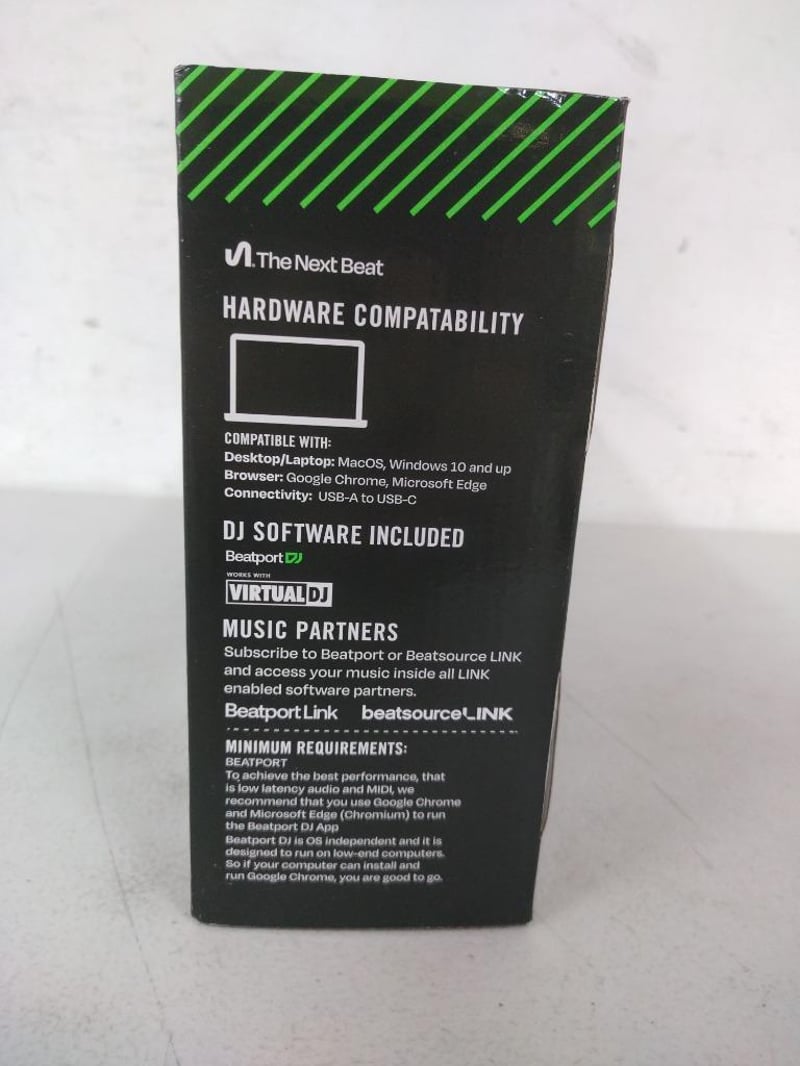 The Next Beat
HARDWARE COMPATABILITY
COMPATIBLE WITH:
Desktop/Laptop: MacOS, Windows 10 and up
Browser: Google Chrome, Microsoft Edge
Connectivity: USB-A to USB-C
DJ SOFTWARE INCLUDED
Beatport DJ
WORKS WITH
VIRTUAL DJ
MUSIC PARTNERS
Subscribe to Beatport or Beatsource LINK
and access your music inside all LINK
enabled software partners.
Beatport Link beatsource LINK
MINIMUM REQUIREMENTS:
BEATPORT
To achieve the best performance, that
is low latency audio and MIDI, we
recommend that you use Google Chrome
and Microsoft Edge (Chromium) to run
the Beatport DJ App
Beatport DJ is OS independent and it is
designed to run on low-end computers.
So if your computer can install and
run Google Chrome, you are good to go.